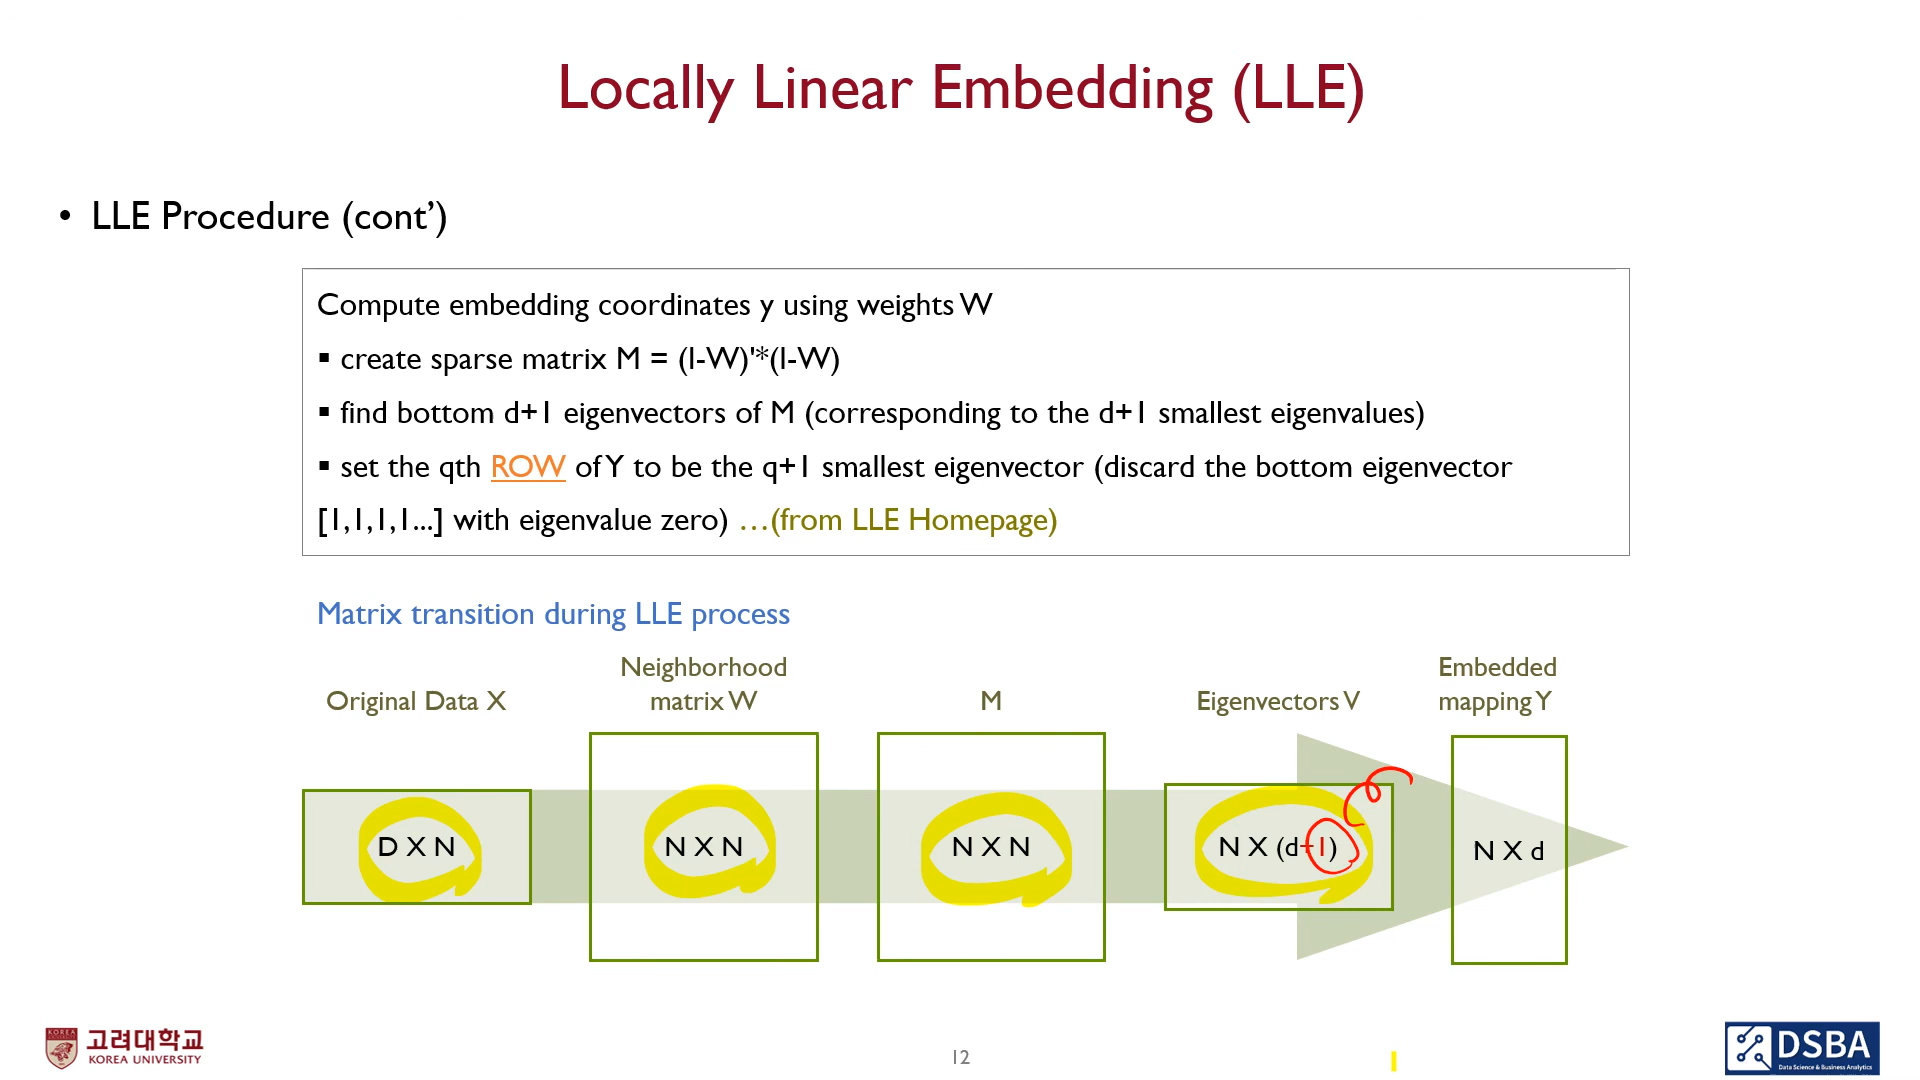 Locally Linear Embedding (LLE)
• LLE Procedure (cont’)
Compute embedding coordinates y using weights W
▪ create sparse matrix M = (I-W)'*(I-W)
▪ find bottom d+1 eigenvectors of M (corresponding to the d+1 smallest eigenvalues)
▪ set the qth ROW of Y to be the q+1 smallest eigenvector (discard the bottom eigenvector
[1,1,1,1...] with eigenvalue zero) …(from LLE Homepage)
Matrix transition during LLE process
Original Data X
Neighborhood
matrix W
M
Eigenvectors V
Embedded
mapping Y
D X N
N X N
N X N
N X (d+1)
N X d
KOREA
고려대학교
KOREA UNIVERSITY
12
DSBA
Data Science & Business Analytics